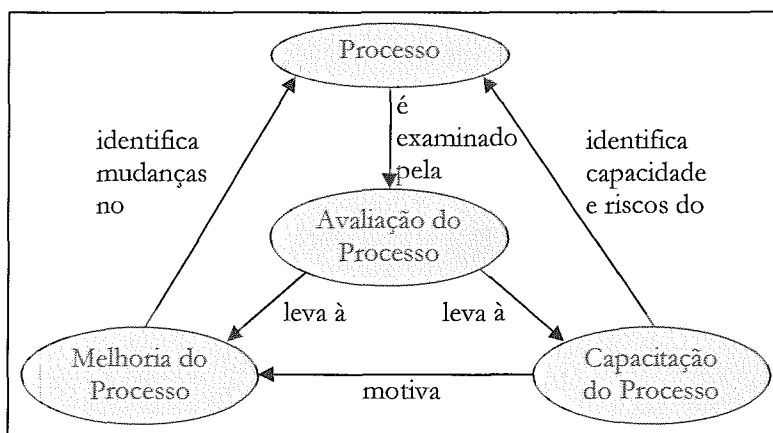 Processo
é
examinado
pela
identifica
mudanças
no
identifica
capacidade
e riscos do
Avaliação do
Processo
leva à
leva à
Melhoria do
Processo
motiva
Capacitação
do Processo